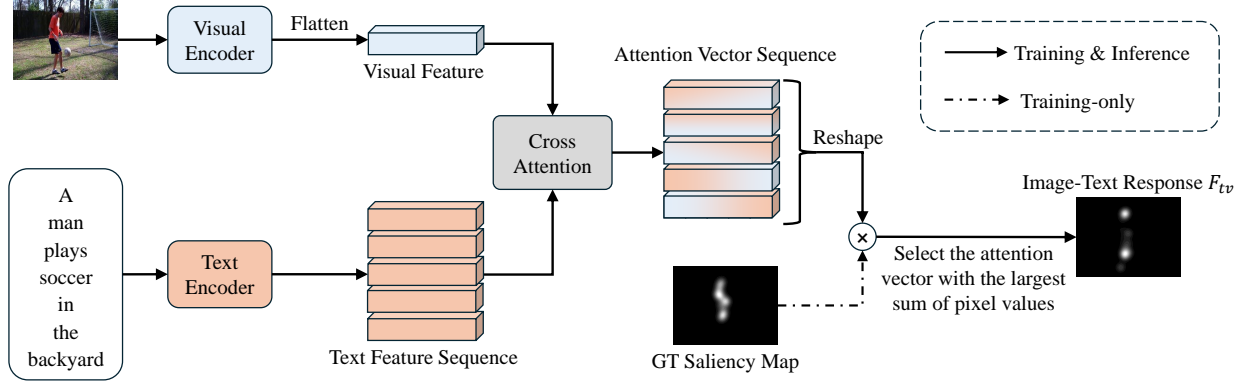 Visual
Encoder
Flatten
Visual Feature
Attention Vector Sequence
Training & Inference
Training-only
Cross
Attention
Reshape
Image-Text Response F_tv
A
man
plays
soccer
in
the
backyard
Text
Encoder
Text Feature Sequence
×
Select the attention
vector with the largest
sum of pixel values
GT Saliency Map